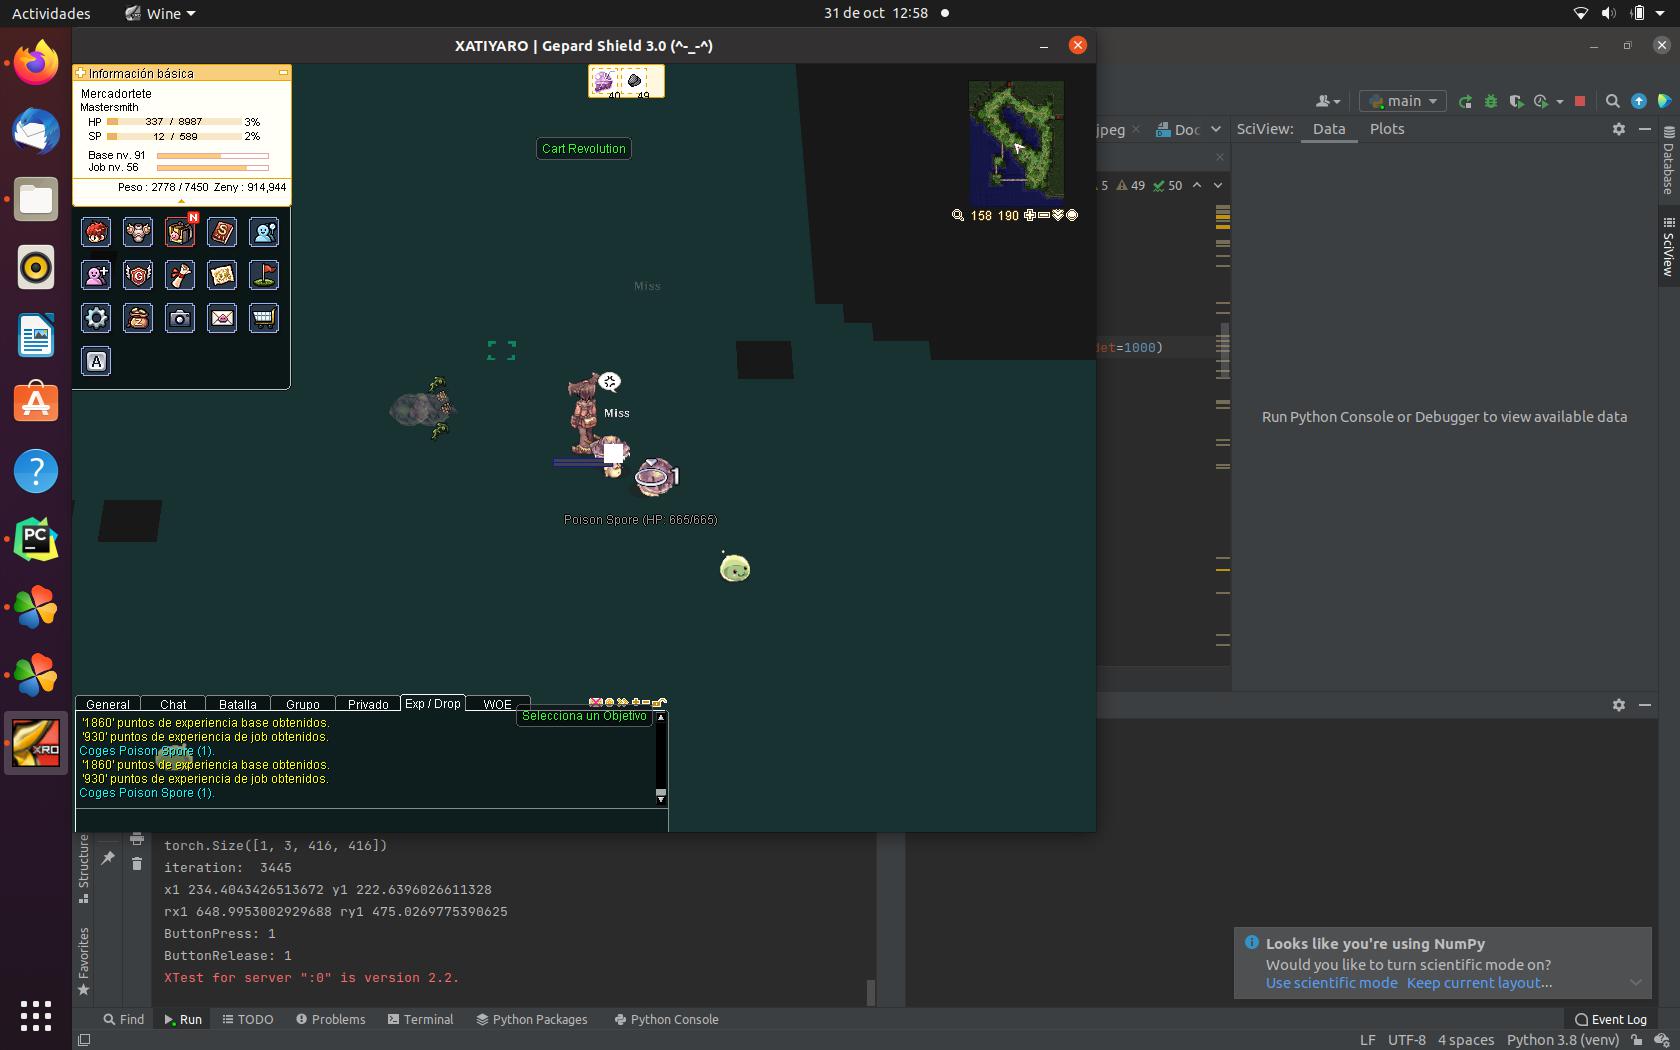 Actividades
Wine
31 de oct 12:58
XATIYARO | Gepard Shield 3.0 (^-_-^)
Información básica
Mercadortete
Mastersmith
HP 337 / 8987 3%
SP 12 / 589 2%
Base nv. 91
Job nv. 56
Peso : 2778 / 7450 Zeny : 914,944
N
S
G
A
40 49
Cart Revolution
158 190
Miss
Miss
1
Poison Spore (HP: 665/665)
General Chat Batalla Grupo Privado Exp / Drop WOE
Selecciona un Objetivo
'1860' puntos de experiencia base obtenidos.
'930' puntos de experiencia de job obtenidos.
Coges Poison Spore (1).
'1860' puntos de experiencia base obtenidos.
'930' puntos de experiencia de job obtenidos.
Coges Poison Spore (1).
main
jpeg
Doc
SciView: Data Plots
5 49 50
det=1000)
Database
SciView
Run Python Console or Debugger to view available data
PC
XRO
Structure
Favorites
torch.Size([1, 3, 416, 416])
iteration: 3445
x1 234.4043426513672 y1 222.6396026611328
rx1 648.9953002929688 ry1 475.0269775390625
ButtonPress: 1
ButtonRelease: 1
XTest for server ":0" is version 2.2.
Looks like you're using NumPy
Would you like to turn scientific mode on?
Use scientific mode Keep current layout...
Find Run TODO Problems Terminal Python Packages Python Console
Event Log
LF UTF-8 4 spaces Python 3.8 (venv)